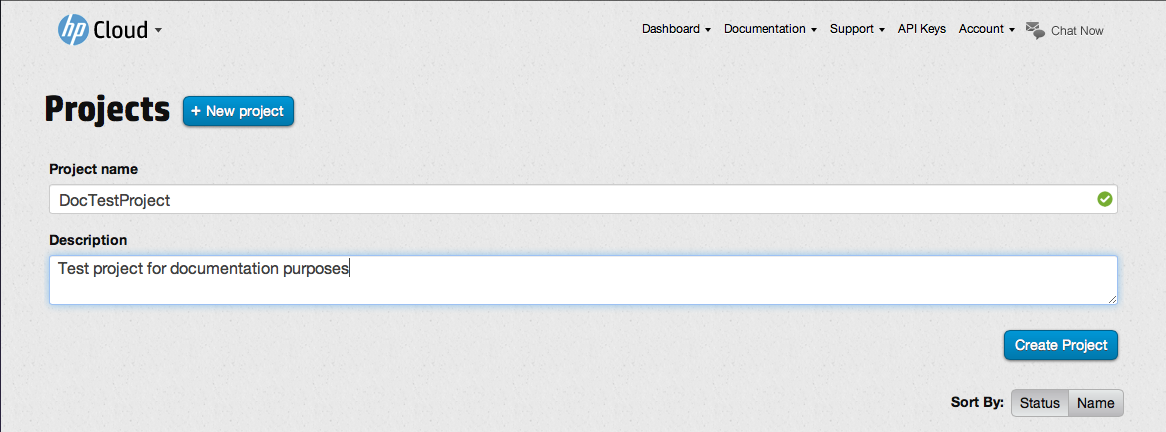 hp Cloud Dashboard Documentation Support API Keys Account Chat Now
Projects + New project
Project name
DocTestProject
Description
Test project for documentation purposes
Create Project
Sort By: Status Name